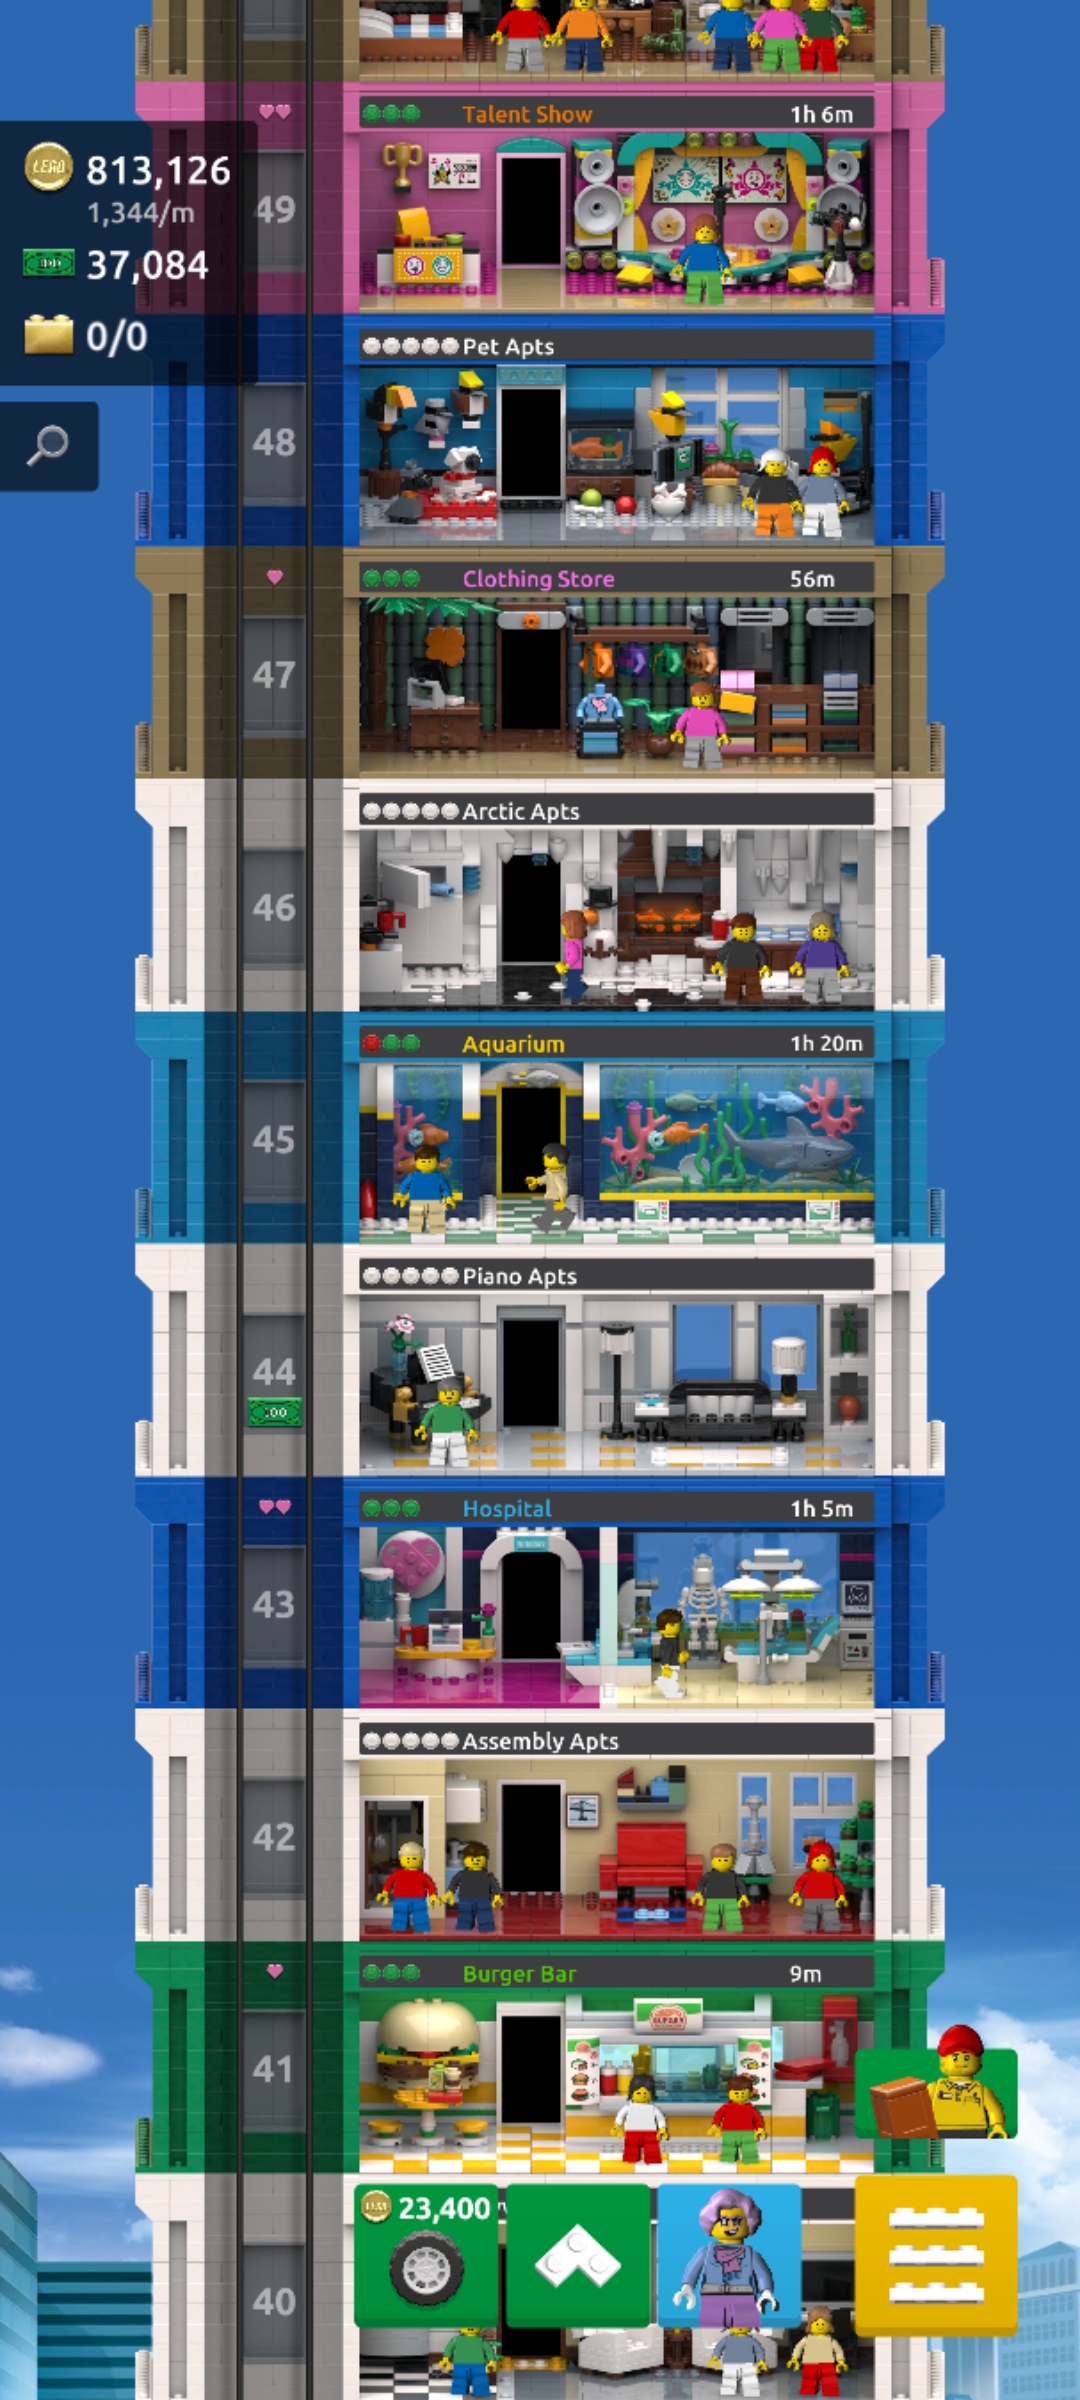 Talent Show 1h 6m
LEGO 813,126
1,344/m
49
37,084
0/0
Pet Apts
48
Clothing Store 56m
47
Arctic Apts
46
Aquarium 1h 20m
45
Piano Apts
44
100
Hospital 1h 5m
43
Assembly Apts
42
Burger Bar 9m
41
23,400
40